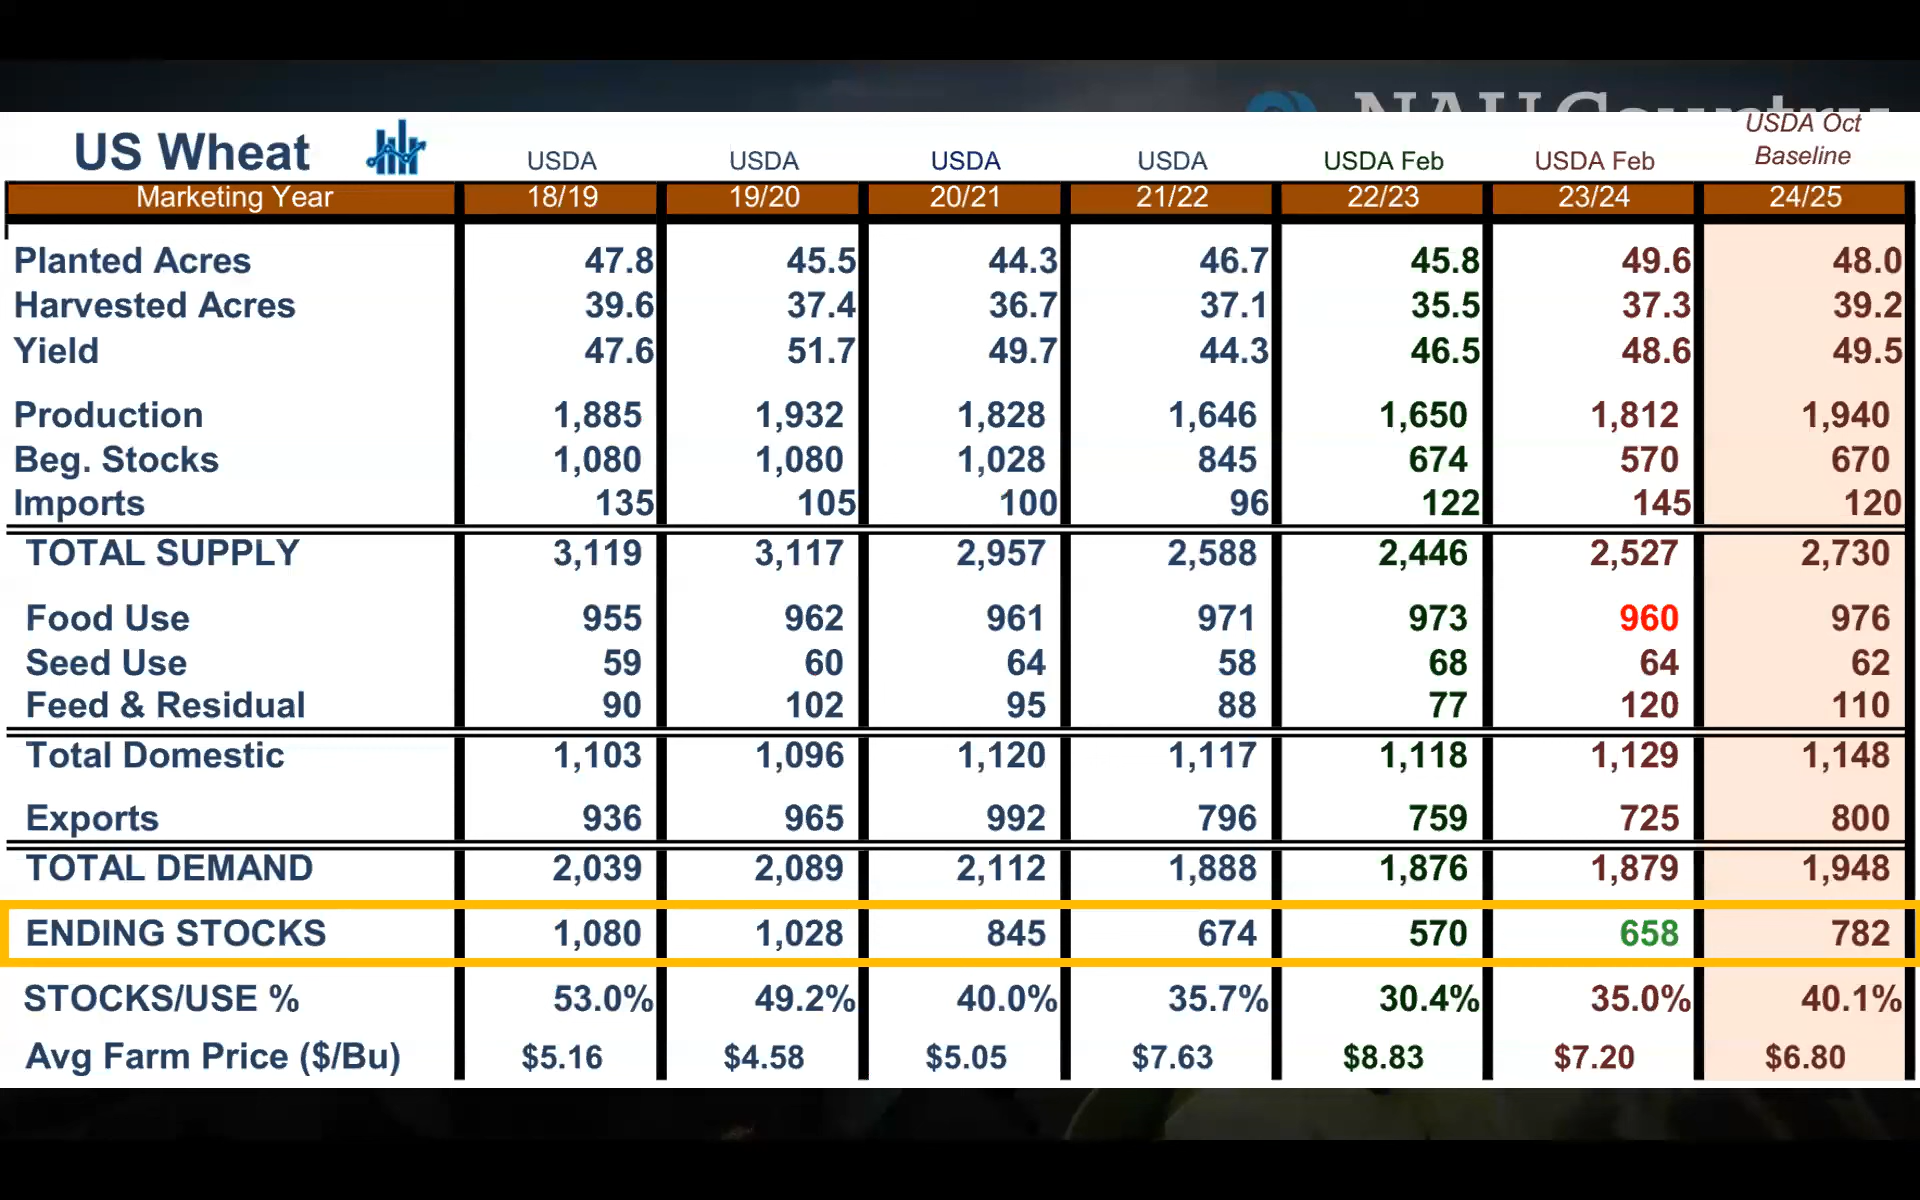 NAU Country
US Wheat USDA USDA USDA USDA USDA Feb USDA Feb USDA Oct Baseline
Marketing Year 18/19 19/20 20/21 21/22 22/23 23/24 24/25
Planted Acres 47.8 45.5 44.3 46.7 45.8 49.6 48.0
Harvested Acres 39.6 37.4 36.7 37.1 35.5 37.3 39.2
Yield 47.6 51.7 49.7 44.3 46.5 48.6 49.5
Production 1,885 1,932 1,828 1,646 1,650 1,812 1,940
Beg. Stocks 1,080 1,080 1,028 845 674 570 670
Imports 135 105 100 96 122 145 120
TOTAL SUPPLY 3,119 3,117 2,957 2,588 2,446 2,527 2,730
Food Use 955 962 961 971 973 960 976
Seed Use 59 60 64 58 68 64 62
Feed & Residual 90 102 95 88 77 120 110
Total Domestic 1,103 1,096 1,120 1,117 1,118 1,129 1,148
Exports 936 965 992 796 759 725 800
TOTAL DEMAND 2,039 2,089 2,112 1,888 1,876 1,879 1,948
ENDING STOCKS 1,080 1,028 845 674 570 658 782
STOCKS/USE % 53.0% 49.2% 40.0% 35.7% 30.4% 35.0% 40.1%
Avg Farm Price ($/Bu) $5.16 $4.58 $5.05 $7.63 $8.83 $7.20 $6.80